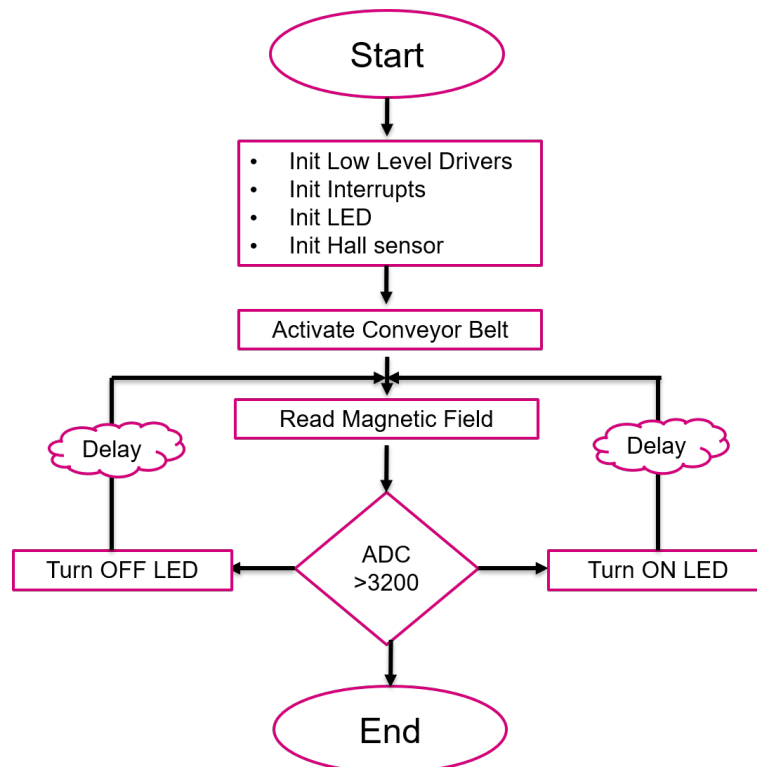 Start
• Init Low Level Drivers
• Init Interrupts
• Init LED
• Init Hall sensor
Activate Conveyor Belt
Read Magnetic Field
Delay
Delay
ADC
>3200
Turn OFF LED
Turn ON LED
End